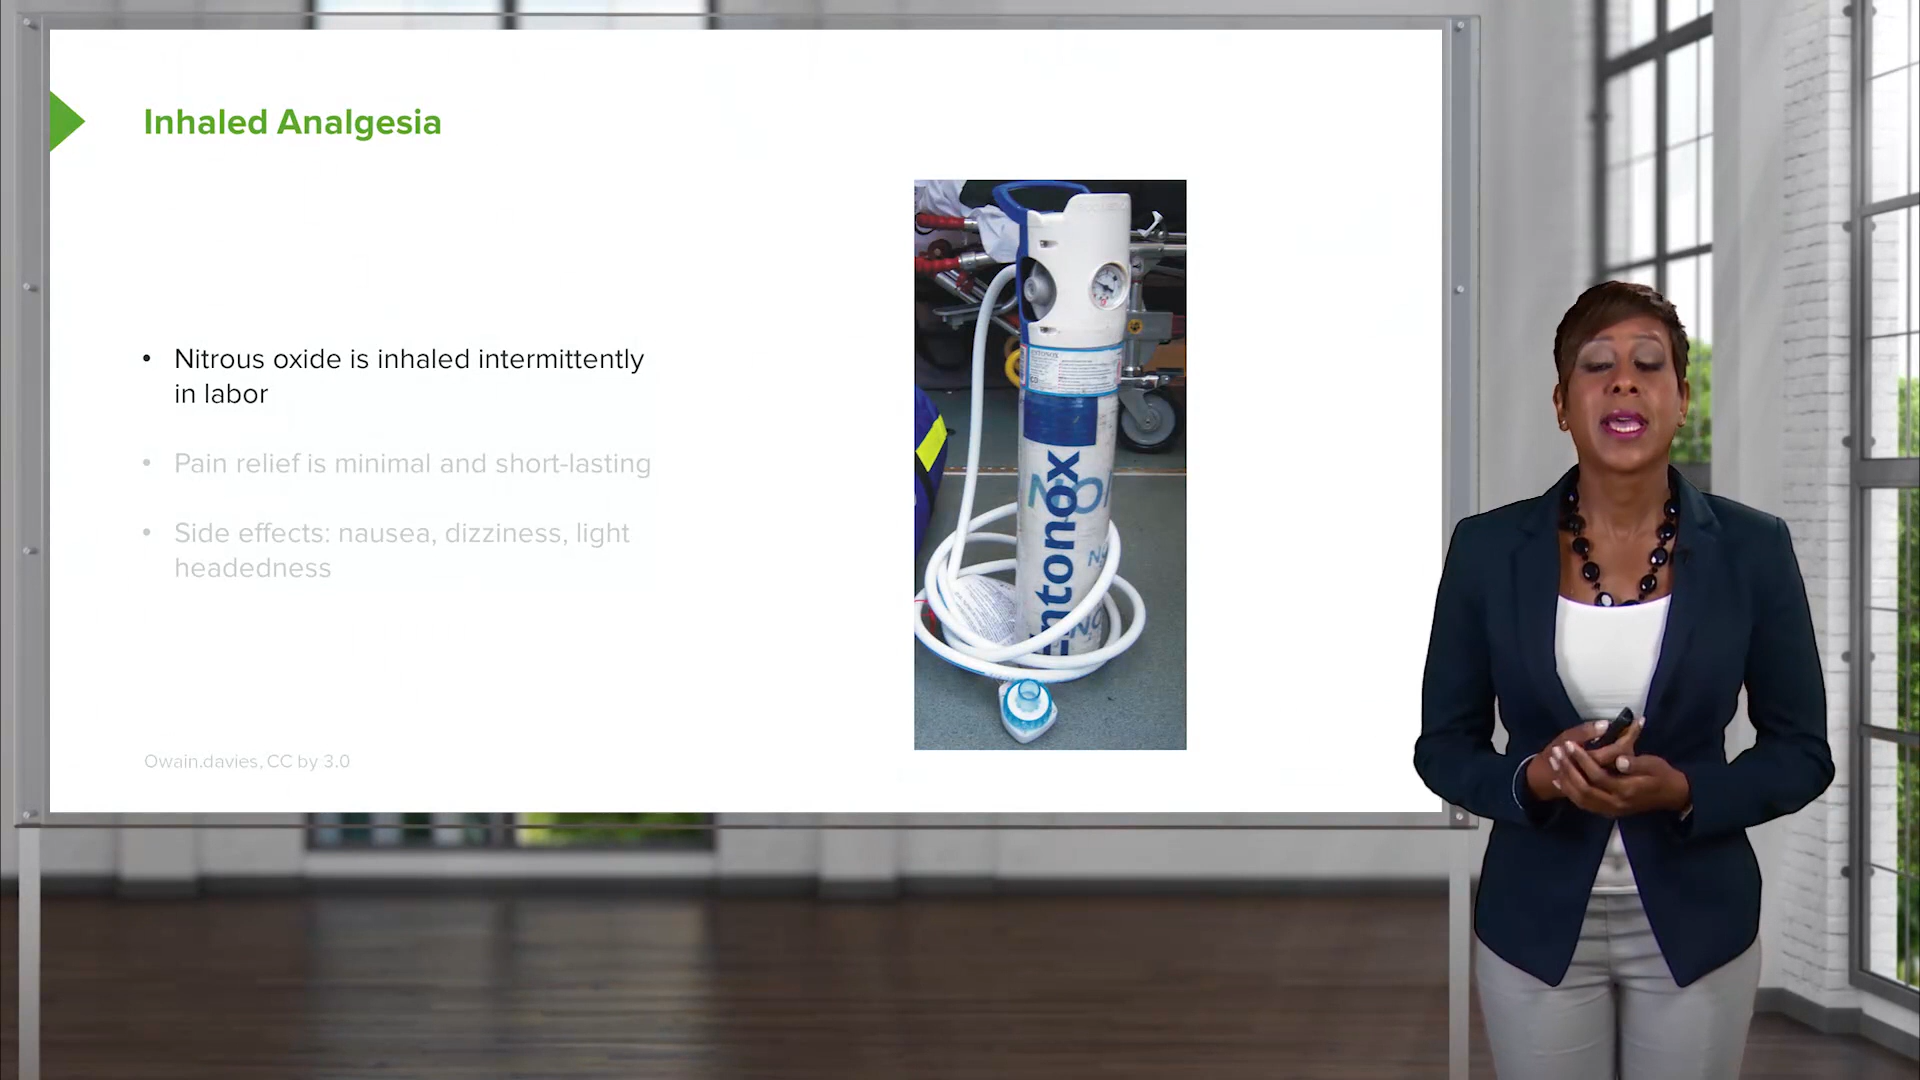 Inhaled Analgesia
• Nitrous oxide is inhaled intermittently
in labor
• Pain relief is minimal and short-lasting
• Side effects: nausea, dizziness, light
headedness
Entonox
Owain.davies, CC by 3.0